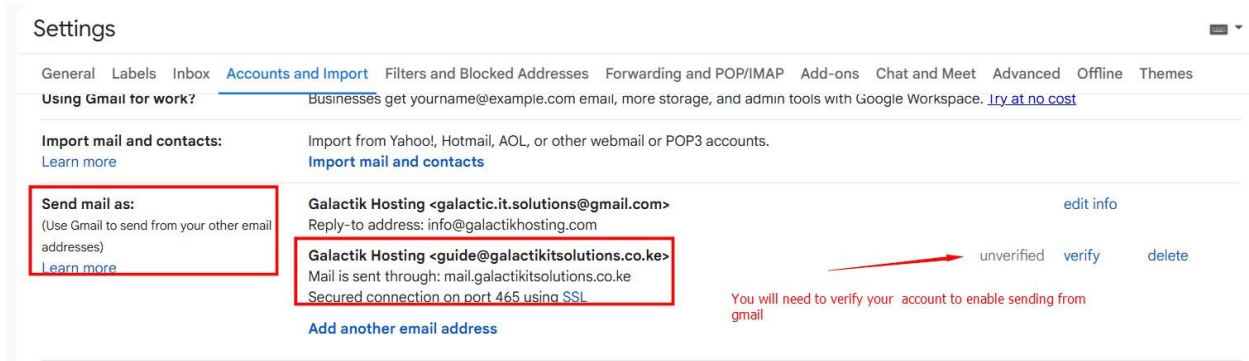 Settings
General Labels Inbox Accounts and Import Filters and Blocked Addresses Forwarding and POP/IMAP Add-ons Chat and Meet Advanced Offline Themes
Using Gmail for work? Businesses get yourname@example.com email, more storage, and admin tools with Google Workspace. Try at no cost
Import mail and contacts: Import from Yahoo!, Hotmail, AOL, or other webmail or POP3 accounts.
Learn more Import mail and contacts
Send mail as: Galactik Hosting <galactic.it.solutions@gmail.com> edit info
(Use Gmail to send from your other email Reply-to address: info@galactikhosting.com
addresses)
Learn more
Galactik Hosting <guide@galactikitsolutions.co.ke> unverified verify delete
Mail is sent through: mail.galactikitsolutions.co.ke
Secured connection on port 465 using SSL
You will need to verify your account to enable sending from
gmail
Add another email address